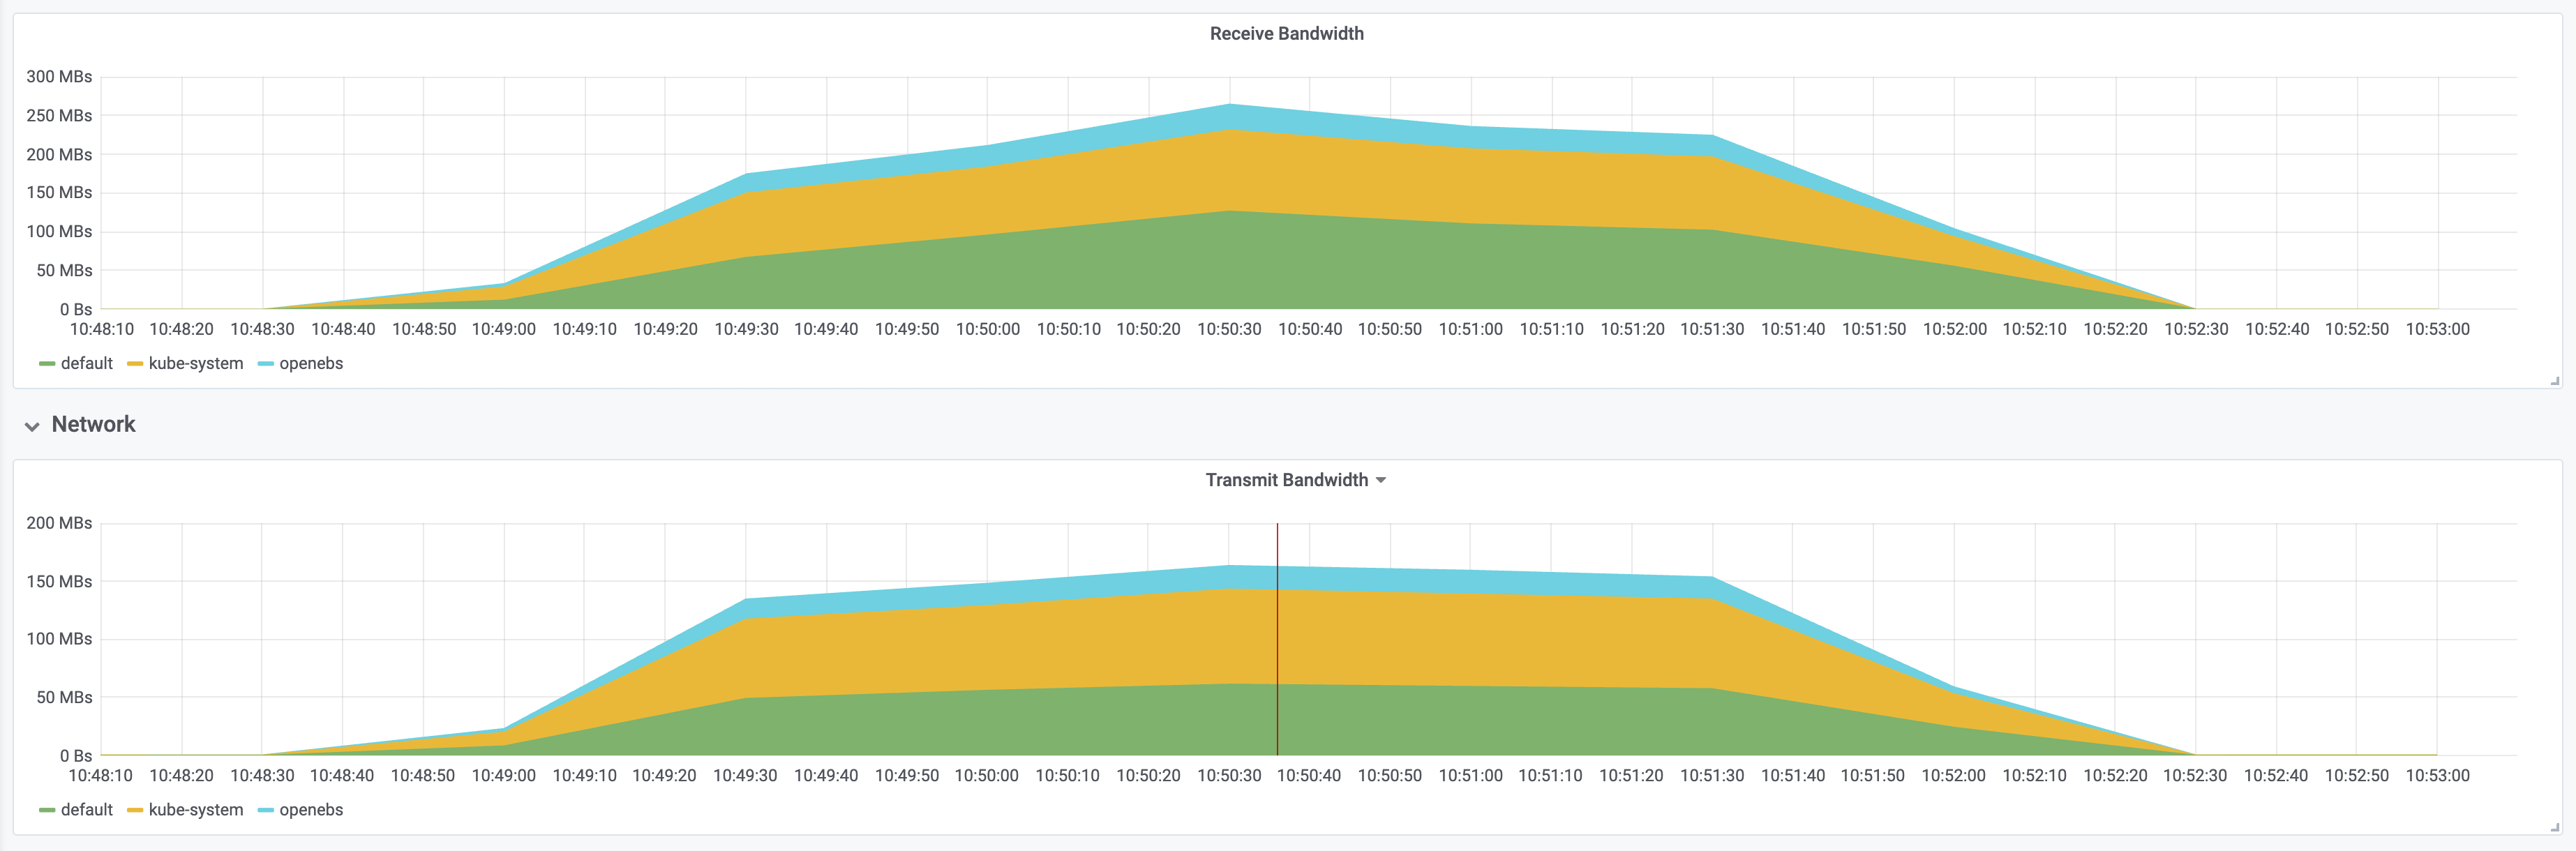 Receive Bandwidth
300 MBs
250 MBs
200 MBs
150 MBs
100 MBs
50 MBs
0 Bs
10:48:10 10:48:20 10:48:30 10:48:40 10:48:50 10:49:00 10:49:10 10:49:20 10:49:30 10:49:40 10:49:50 10:50:00 10:50:10 10:50:20 10:50:30 10:50:40 10:50:50 10:51:00 10:51:10 10:51:20 10:51:30 10:51:40 10:51:50 10:52:00 10:52:10 10:52:20 10:52:30 10:52:40 10:52:50 10:53:00
default kube-system openebs
Network
Transmit Bandwidth
200 MBs
150 MBs
100 MBs
50 MBs
0 Bs
10:48:10 10:48:20 10:48:30 10:48:40 10:48:50 10:49:00 10:49:10 10:49:20 10:49:30 10:49:40 10:49:50 10:50:00 10:50:10 10:50:20 10:50:30 10:50:40 10:50:50 10:51:00 10:51:10 10:51:20 10:51:30 10:51:40 10:51:50 10:52:00 10:52:10 10:52:20 10:52:30 10:52:40 10:52:50 10:53:00
default kube-system openebs